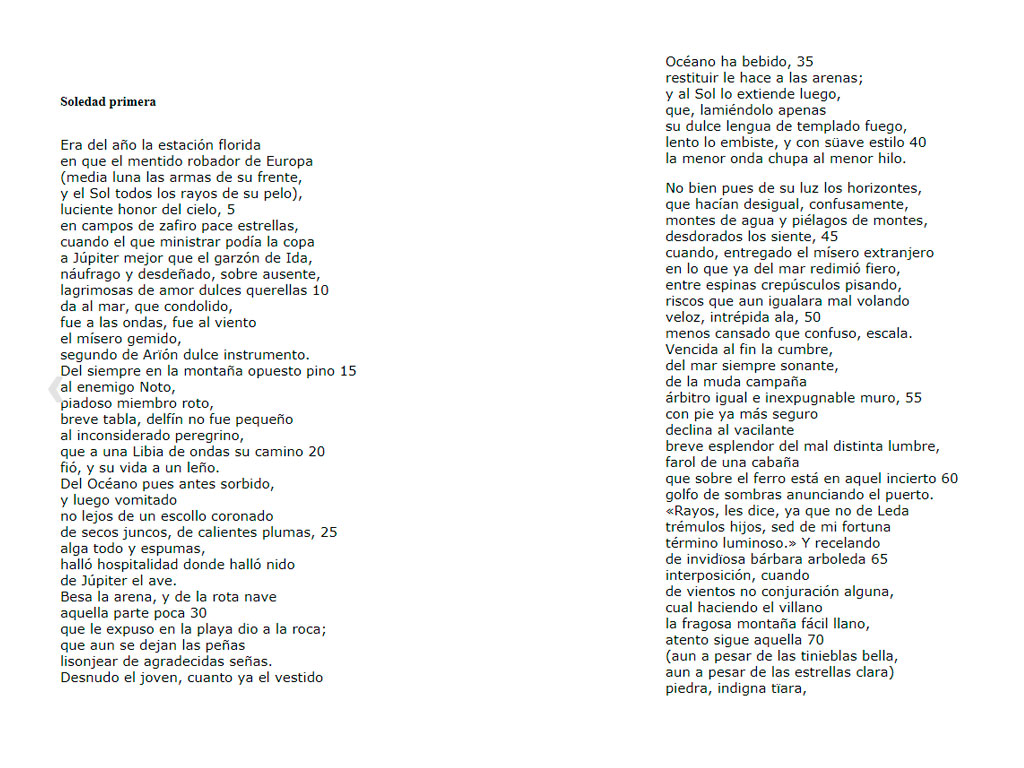 Soledad primera
Era del año la estación florida
en que el mentido robador de Europa
(media luna las armas de su frente,
y el Sol todos los rayos de su pelo),
luciente honor del cielo, 5
en campos de zafiro pace estrellas,
cuando el que ministrar podía la copa
a Júpiter mejor que el garzón de Ida,
náufrago y desdeñado, sobre ausente,
lagrimosas de amor dulces querellas 10
da al mar, que condolido,
fue a las ondas, fue al viento
el mísero gemido,
segundo de Arïón dulce instrumento.
Del siempre en la montaña opuesto pino 15
al enemigo Noto,
piadoso miembro roto,
breve tabla, delfín no fue pequeño
al inconsiderado peregrino,
que a una Libia de ondas su camino 20
fió, y su vida a un leño.
Del Océano pues antes sorbido,
y luego vomitado
no lejos de un escollo coronado
de secos juncos, de calientes plumas, 25
alga todo y espumas,
halló hospitalidad donde halló nido
de Júpiter el ave.
Besa la arena, y de la rota nave
aquella parte poca 30
que le expuso en la playa dio a la roca;
que aun se dejan las peñas
lisonjear de agradecidas señas.
Desnudo el joven, cuanto ya el vestido
Océano ha bebido, 35
restituir le hace a las arenas;
y al Sol lo extiende luego,
que, lamiéndolo apenas
su dulce lengua de templado fuego,
lento lo embiste, y con süave estilo 40
la menor onda chupa al menor hilo.
No bien pues de su luz los horizontes,
que hacían desigual, confusamente,
montes de agua y piélagos de montes,
desdorados los siente, 45
cuando, entregado el mísero extranjero
en lo que ya del mar redimió fiero,
entre espinas crepúsculos pisando,
riscos que aun igualara mal volando
veloz, intrépida ala, 50
menos cansado que confuso, escala.
Vencida al fin la cumbre,
del mar siempre sonante,
de la muda campaña
árbitro igual e inexpugnable muro, 55
con pie ya más seguro
declina al vacilante
breve esplendor del mal distinta lumbre,
farol de una cabaña
que sobre el ferro está en aquel incierto 60
golfo de sombras anunciando el puerto.
«Rayos, les dice, ya que no de Leda
trémulos hijos, sed de mi fortuna
término luminoso.» Y recelando
de invidïosa bárbara arboleda 65
interposición, cuando
de vientos no conjuración alguna,
cual haciendo el villano
la fragosa montaña fácil llano,
atento sigue aquella 70
(aun a pesar de las tinieblas bella,
aun a pesar de las estrellas clara)
piedra, indigna tïara,